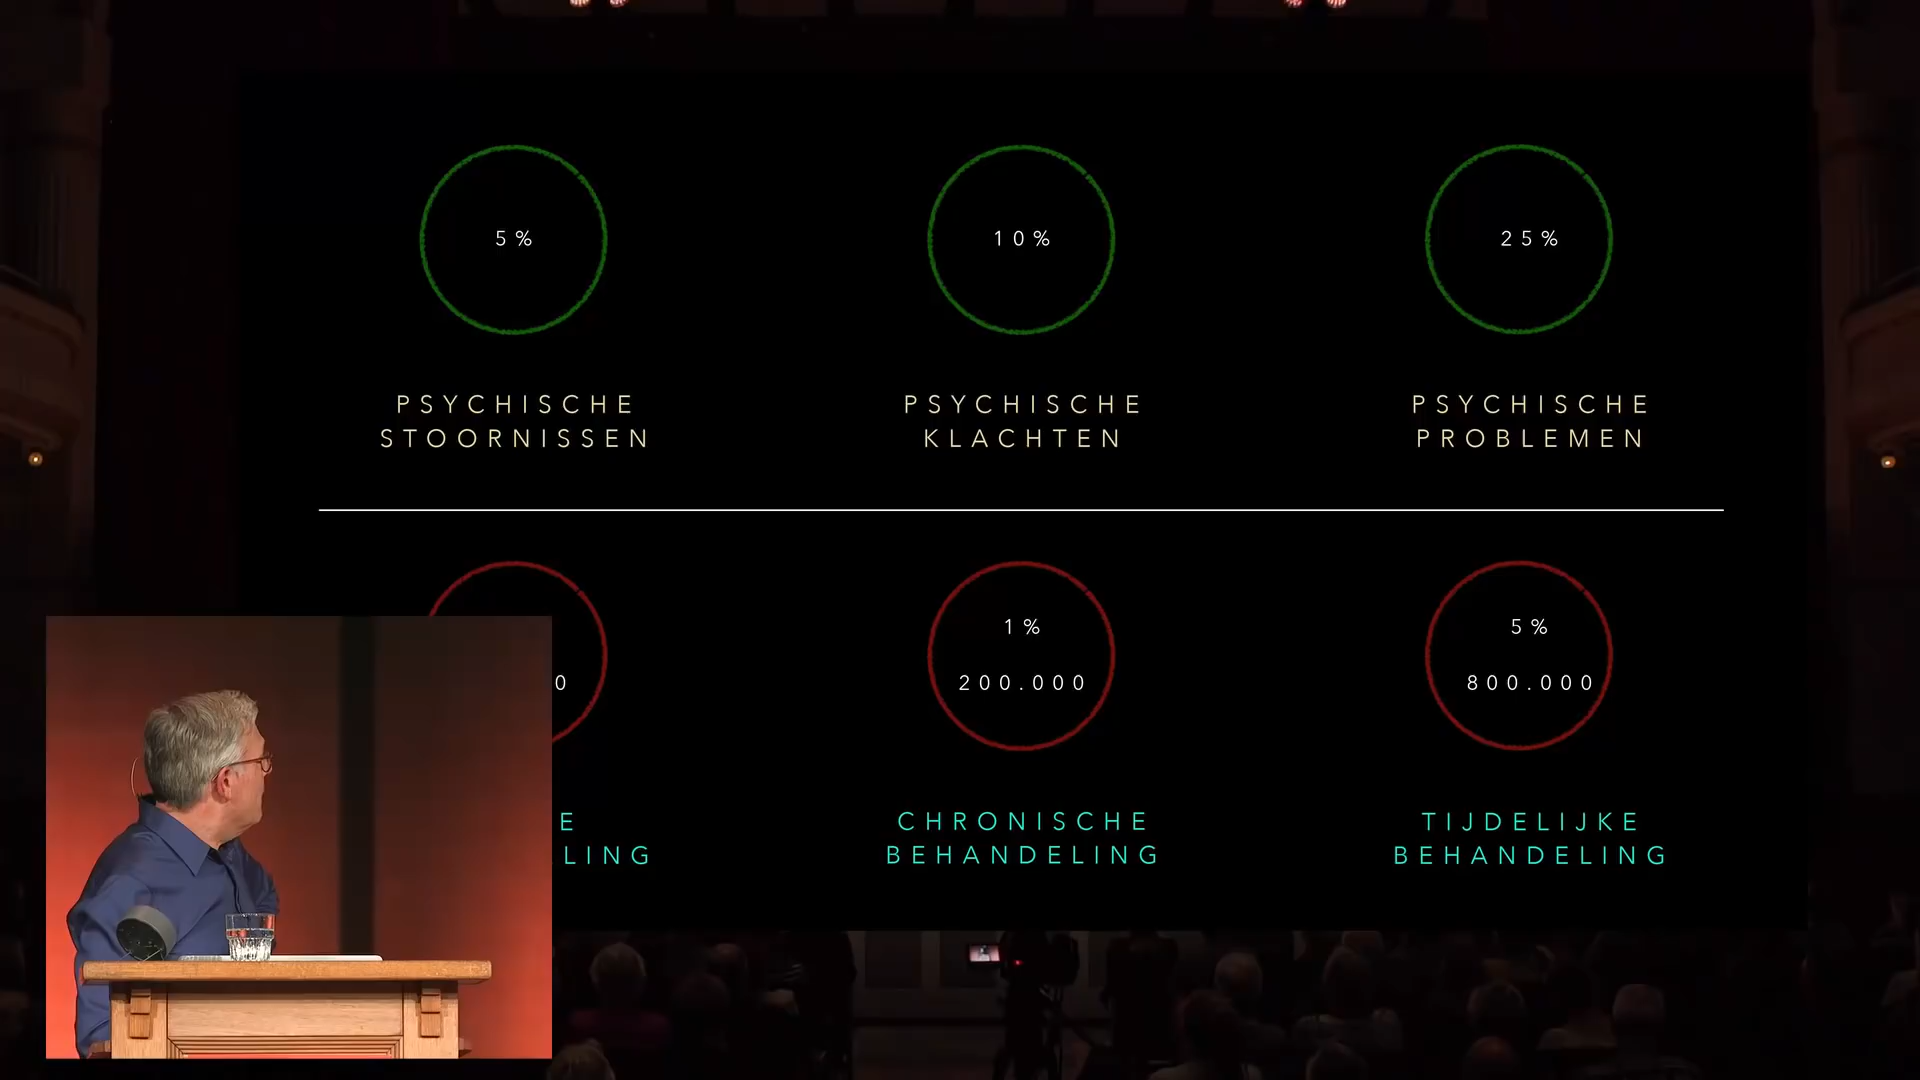 5%
10%
25%
PSYCHISCHE
STOORNISSEN
PSYCHISCHE
KLACHTEN
PSYCHISCHE
PROBLEMEN
1%
200.000
5%
800.000
CHRONISCHE
BEHANDELING
TIJDELIJKE
BEHANDELING